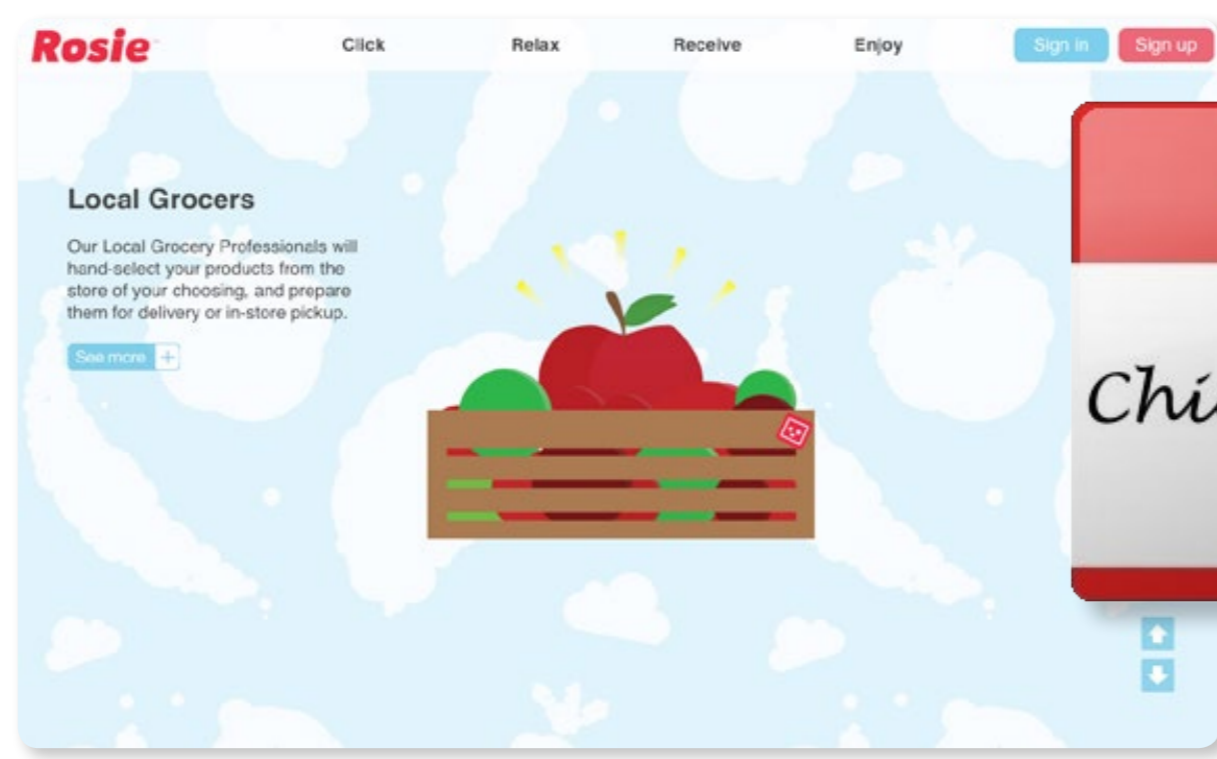 Rosie
Click Relax Receive Enjoy Sign in Sign up
Local Grocers
Our Local Grocery Professionals will
hand-select your products from the
store of your choosing, and prepare
them for delivery or in-store pickup.
See more +